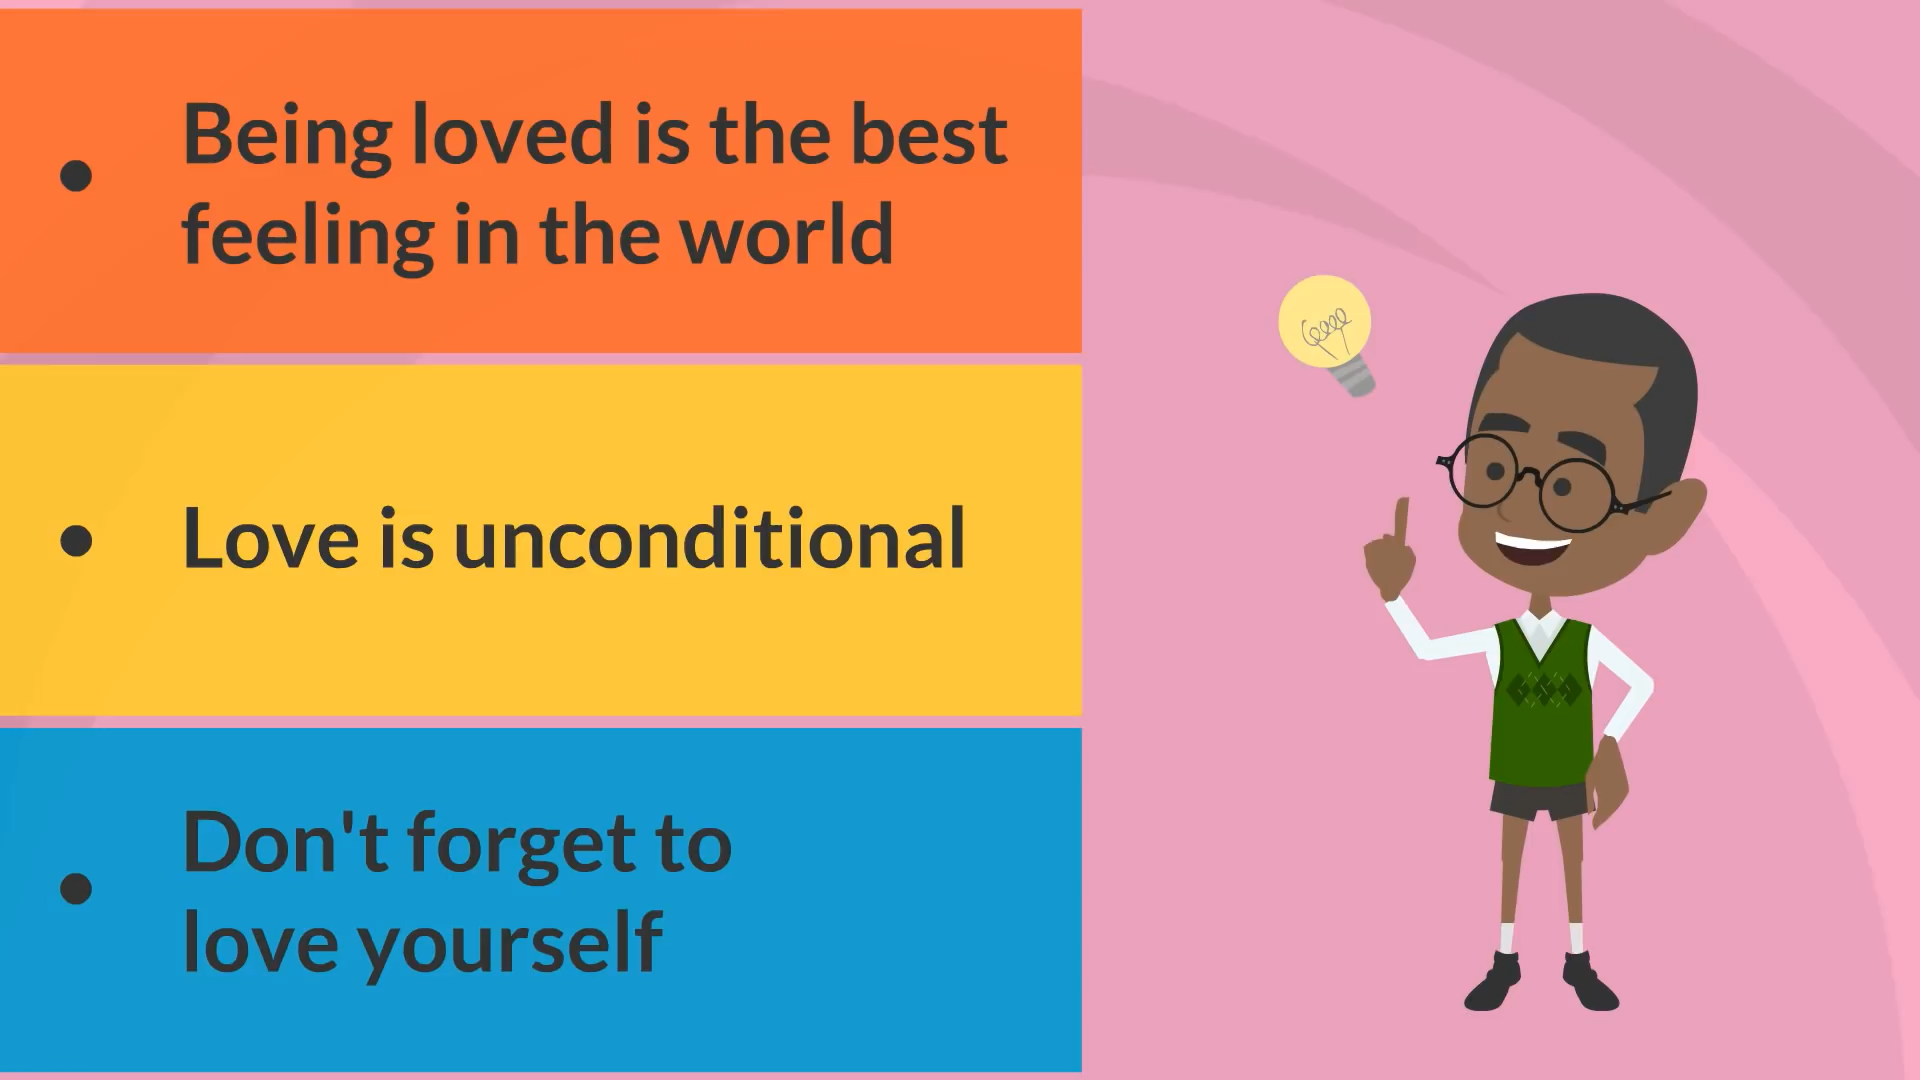 Being loved is the best
feeling in the world
Love is unconditional
Don't forget to
love yourself